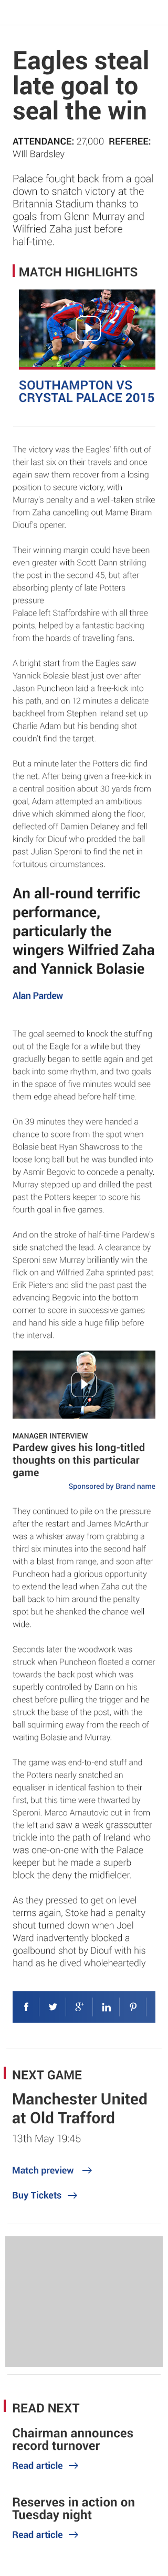 Eagles steal
late goal to
seal the win
ATTENDANCE: 27,000 REFEREE:
WIll Bardsley
Palace fought back from a goal
down to snatch victory at the
Britannia Stadium thanks to
goals from Glenn Murray and
Wilfried Zaha just before
half-time.
MATCH HIGHLIGHTS
SOUTHAMPTON VS
CRYSTAL PALACE 2015
The victory was the Eagles' fifth out of
their last six on their travels and once
again saw them recover from a losing
position to secure victory, with
Murray's penalty and a well-taken strike
from Zaha cancelling out Mame Biram
Diouf's opener.
Their winning margin could have been
even greater with Scott Dann striking
the post in the second 45, but after
absorbing plenty of late Potters
pressure
Palace left Staffordshire with all three
points, helped by a fantastic backing
from the hoards of travelling fans.
A bright start from the Eagles saw
Yannick Bolasie blast just over after
Jason Puncheon laid a free-kick into
his path, and on 12 minutes a delicate
backheel from Stephen Ireland set up
Charlie Adam but his bending shot
couldn't find the target.
But a minute later the Potters did find
the net. After being given a free-kick in
a central position about 30 yards from
goal, Adam attempted an ambitious
drive which skimmed along the floor,
deflected off Damien Delaney and fell
kindly for Diouf who prodded the ball
past Julian Speroni to find the net in
fortuitous circumstances.
An all-round terrific
performance,
particularly the
wingers Wilfried Zaha
and Yannick Bolasie
Alan Pardew
The goal seemed to knock the stuffing
out of the Eagle for a while but they
gradually began to settle again and get
back into some rhythm, and two goals
in the space of five minutes would see
them edge ahead before half-time.
On 39 minutes they were handed a
chance to score from the spot when
Bolasie beat Ryan Shawcross to the
loose long ball but he was bundled into
by Asmir Begovic to concede a penalty.
Murray stepped up and drilled the past
past the Potters keeper to score his
fourth goal in five games.
And on the stroke of half-time Pardew's
side snatched the lead. A clearance by
Speroni saw Murray brilliantly win the
flick on and Wilfried Zaha sprinted past
Erik Pieters and slid the past past the
advancing Begovic into the bottom
corner to score in successive games
and hand his side a huge fillip before
the interval.
MANAGER INTERVIEW
Pardew gives his long-titled
thoughts on this particular
game
Sponsored by Brand name
They continued to pile on the pressure
after the restart and James McArthur
was a whisker away from grabbing a
third six minutes into the second half
with a blast from range, and soon after
Puncheon had a glorious opportunity
to extend the lead when Zaha cut the
ball back to him around the penalty
spot but he shanked the chance well
wide.
Seconds later the woodwork was
struck when Puncheon floated a corner
towards the back post which was
superbly controlled by Dann on his
chest before pulling the trigger and he
struck the base of the post, with the
ball squirming away from the reach of
waiting Bolasie and Murray.
The game was end-to-end stuff and
the Potters nearly snatched an
equaliser in identical fashion to their
first, but this time were thwarted by
Speroni. Marco Arnautovic cut in from
the left and saw a weak grasscutter
trickle into the path of Ireland who
was one-on-one with the Palace
keeper but he made a superb
block the deny the midfielder.
As they pressed to get on level
terms again, Stoke had a penalty
shout turned down when Joel
Ward inadvertently blocked a
goalbound shot by Diouf with his
hand as he dived wholeheartedly
f
g+
in
NEXT GAME
Manchester United
at Old Trafford
13th May 19:45
Match preview →
Buy Tickets →
READ NEXT
Chairman announces
record turnover
Read article →
Reserves in action on
Tuesday night
Read article →